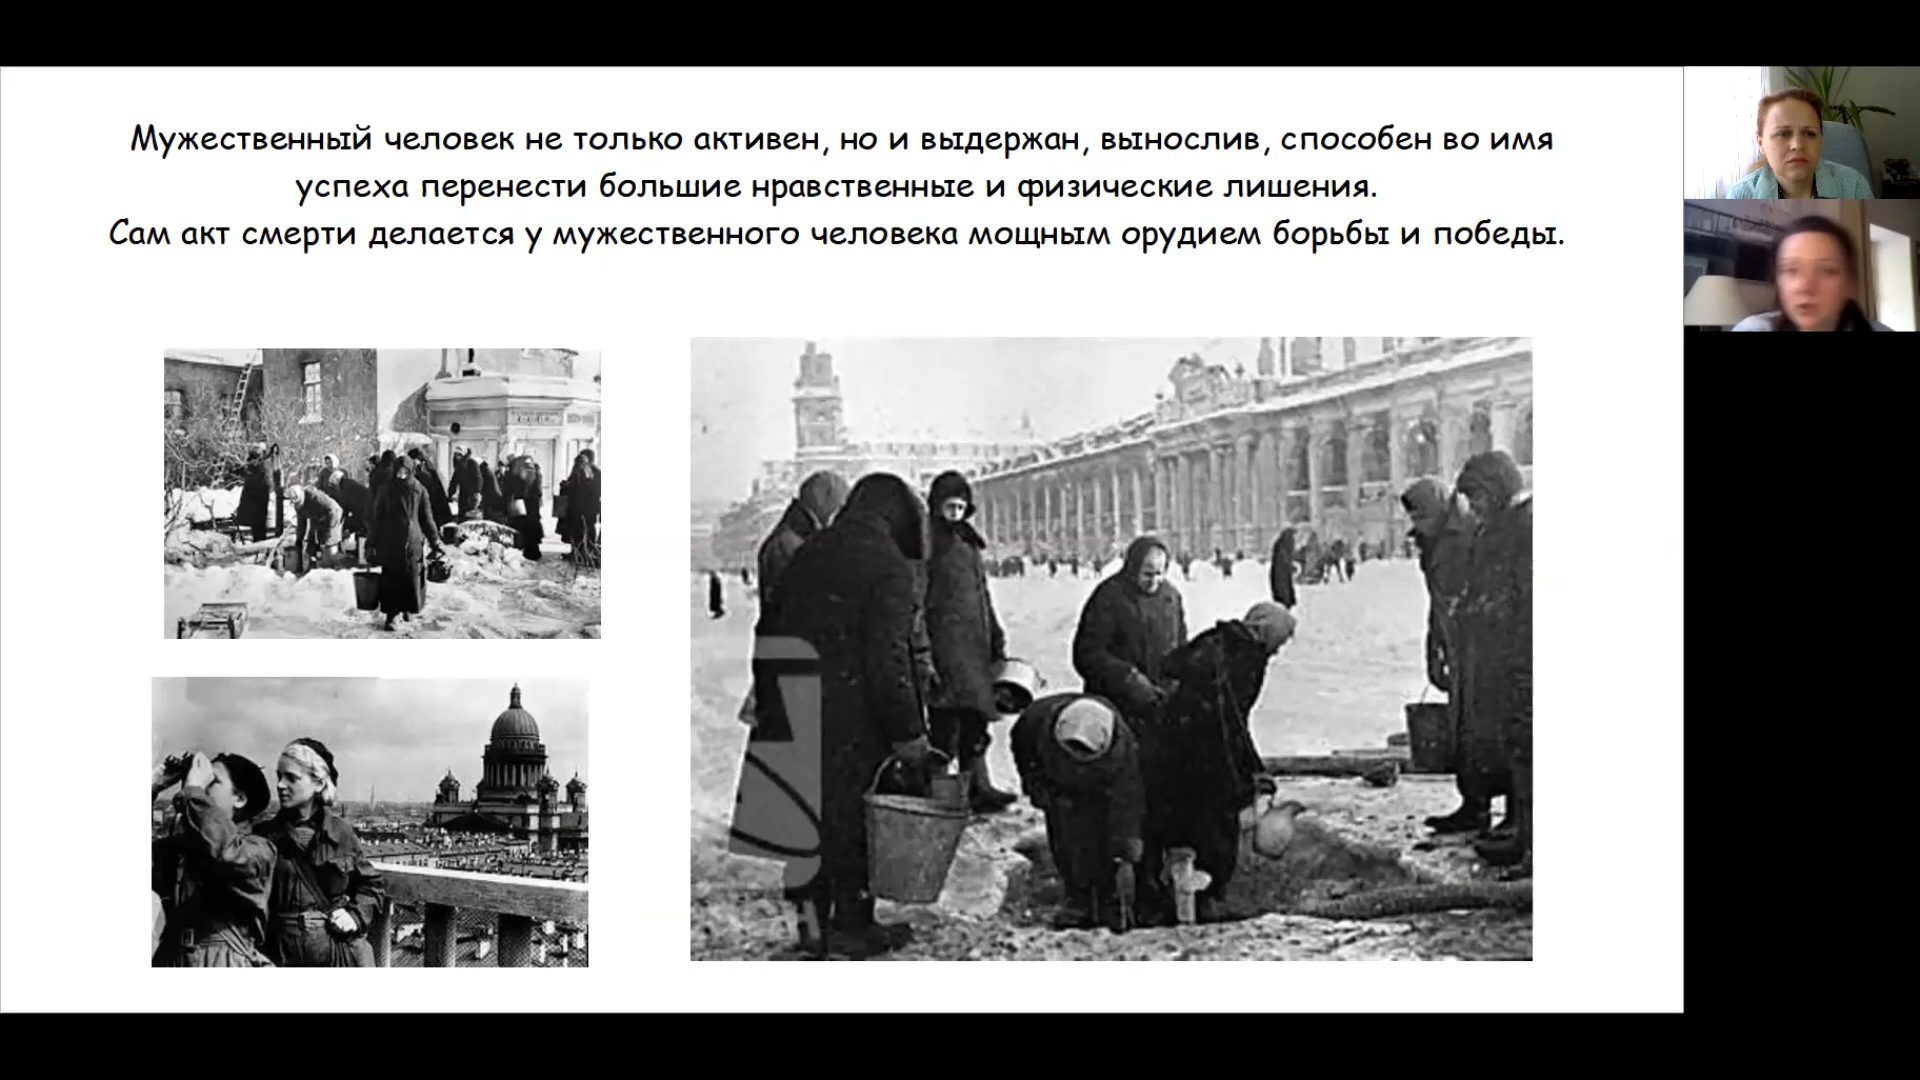 Мужественный человек не только активен, но и выдержан, вынослив, способен во имя
успеха перенести большие нравственные и физические лишения.
Сам акт смерти делается у мужественного человека мощным орудием борьбы и победы.